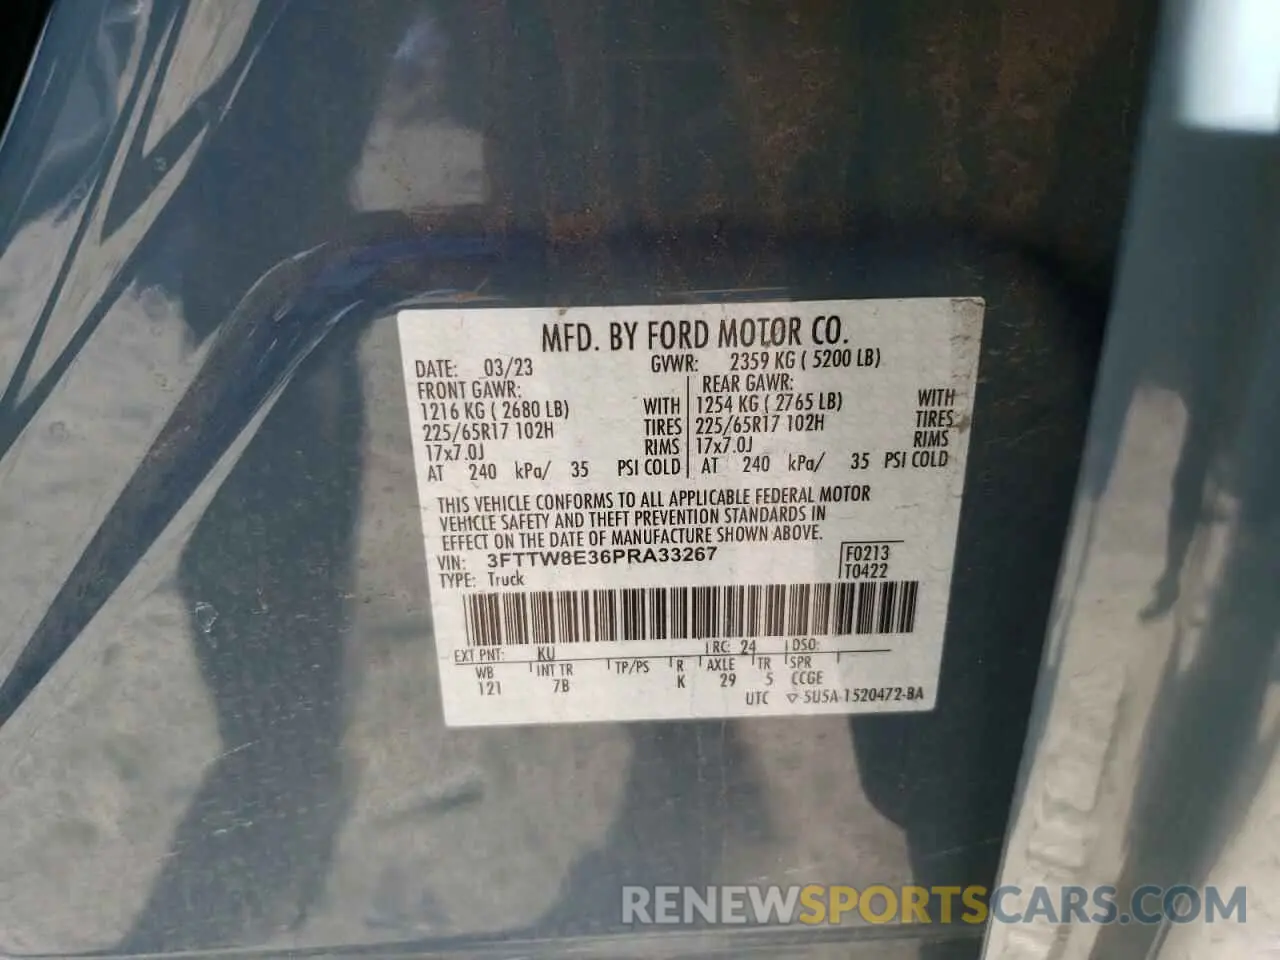 MFD. BY FORD MOTOR CO.
DATE: 03/23 GVWR: 2359 KG ( 5200 LB)
FRONT GAWR: REAR GAWR:
1216 KG ( 2680 LB) WITH 1254 KG ( 2765 LB) WITH
225/65R17 102H TIRES 225/65R17 102H TIRES
17x7.0J RIMS 17x7.0J RIMS
AT 240 kPa/ 35 PSI COLD AT 240 kPa/ 35 PSI COLD
THIS VEHICLE CONFORMS TO ALL APPLICABLE FEDERAL MOTOR
VEHICLE SAFETY AND THEFT PREVENTION STANDARDS IN
EFFECT ON THE DATE OF MANUFACTURE SHOWN ABOVE.
VIN: 3FTTW8E36PRA33267 F0213
TYPE: Truck T0422
EXT PNT: KU RC: 24 DSO:
WB INT TR TP/PS R AXLE TR SPR
121 7B K 29 5 CCGE
UTC ▽ 5U5A-1520472-BA
RENEWSPORTSCARS.COM